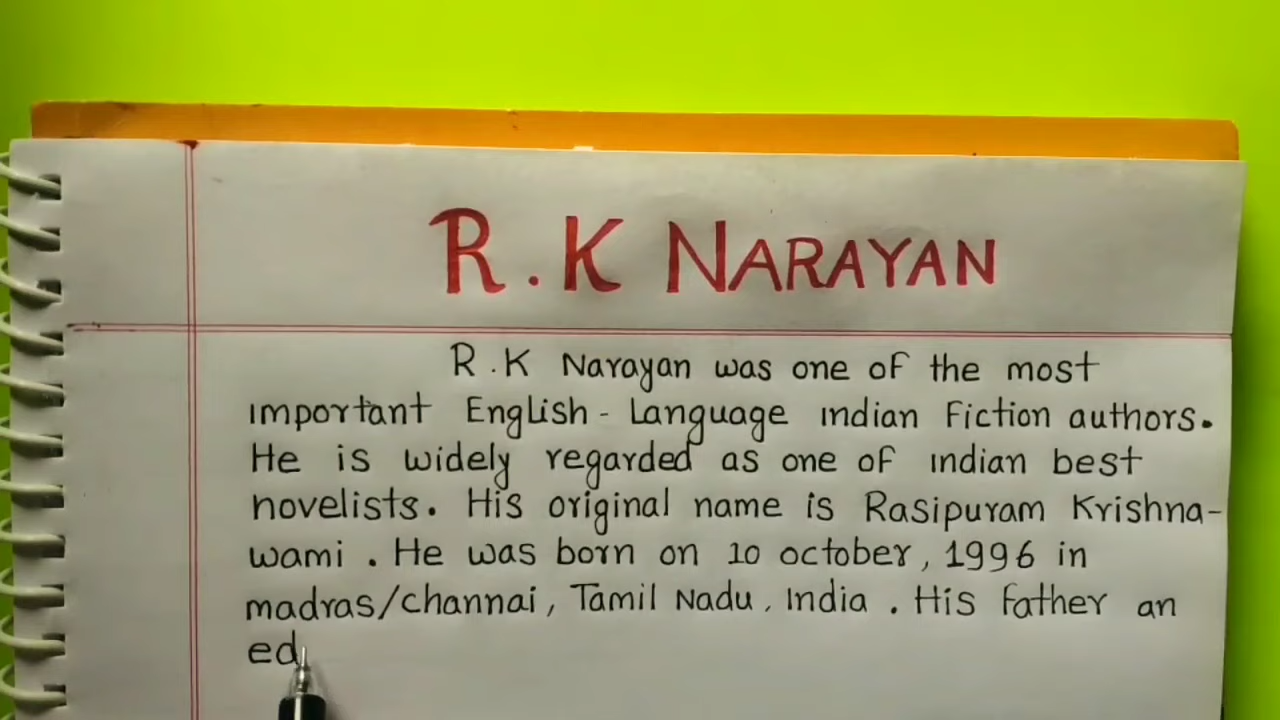 R.K NARAYAN
R.K Narayan was one of the most
important English-Language indian Fiction authors.
He is widely regarded as one of indian best
novelists. His original name is Rasipuram Krishna-
wami. He was born on 10 october, 1996 in
madras/channai, Tamil Nadu, India. His father an
ed